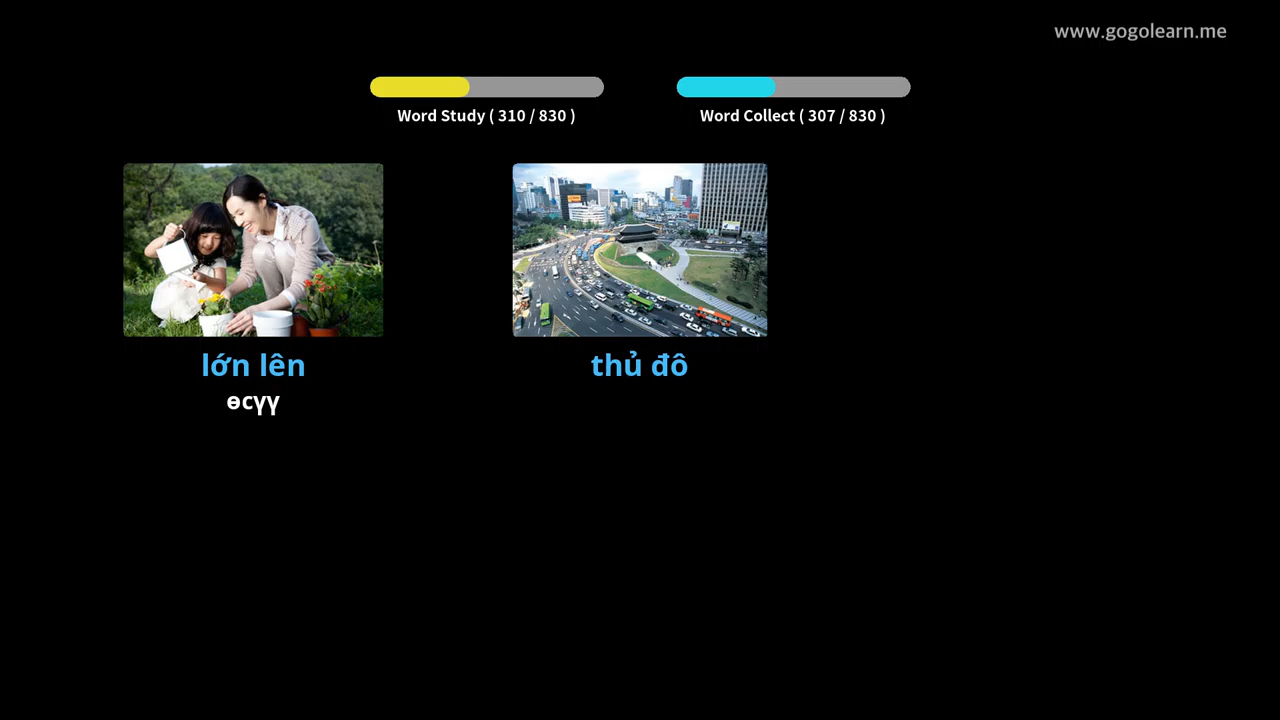 www.gogolearn.me
Word Study ( 310 / 830 )
Word Collect ( 307 / 830 )
lớn lên
өсүү
thủ đô